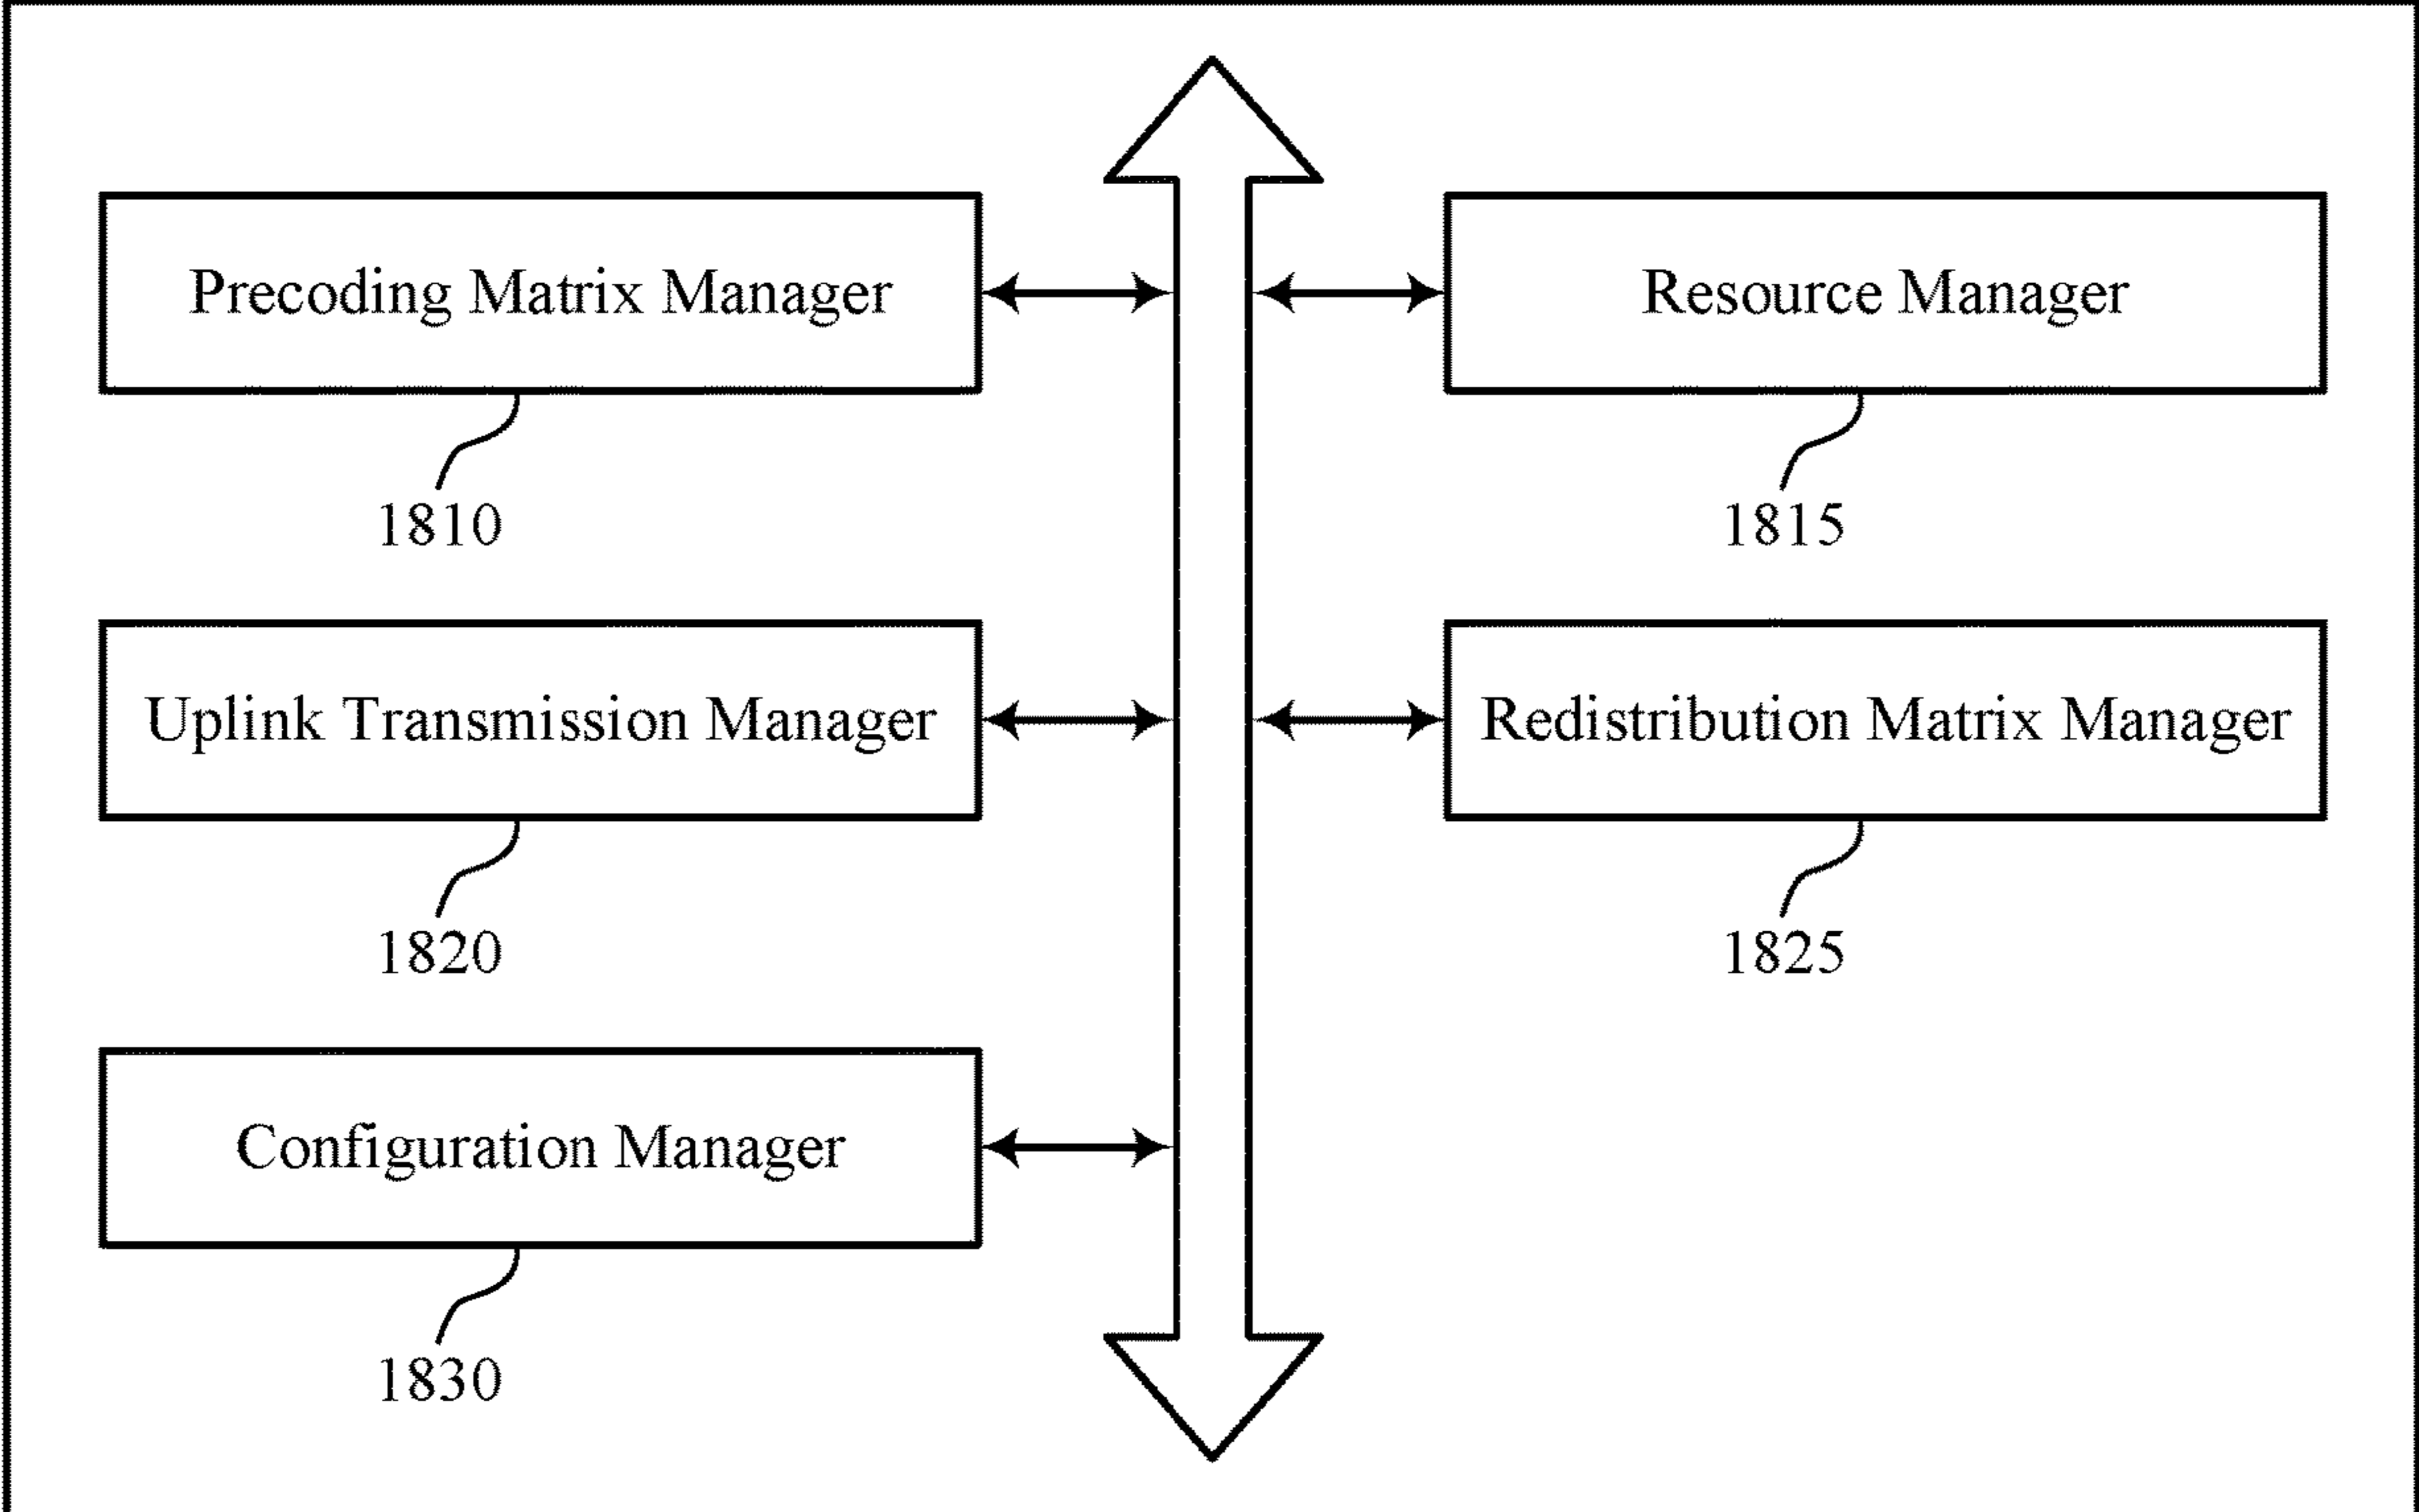 Precoding Matrix Manager
Resource Manager
1810
1815
Uplink Transmission Manager
Redistribution Matrix Manager
1820
1825
Configuration Manager
1830